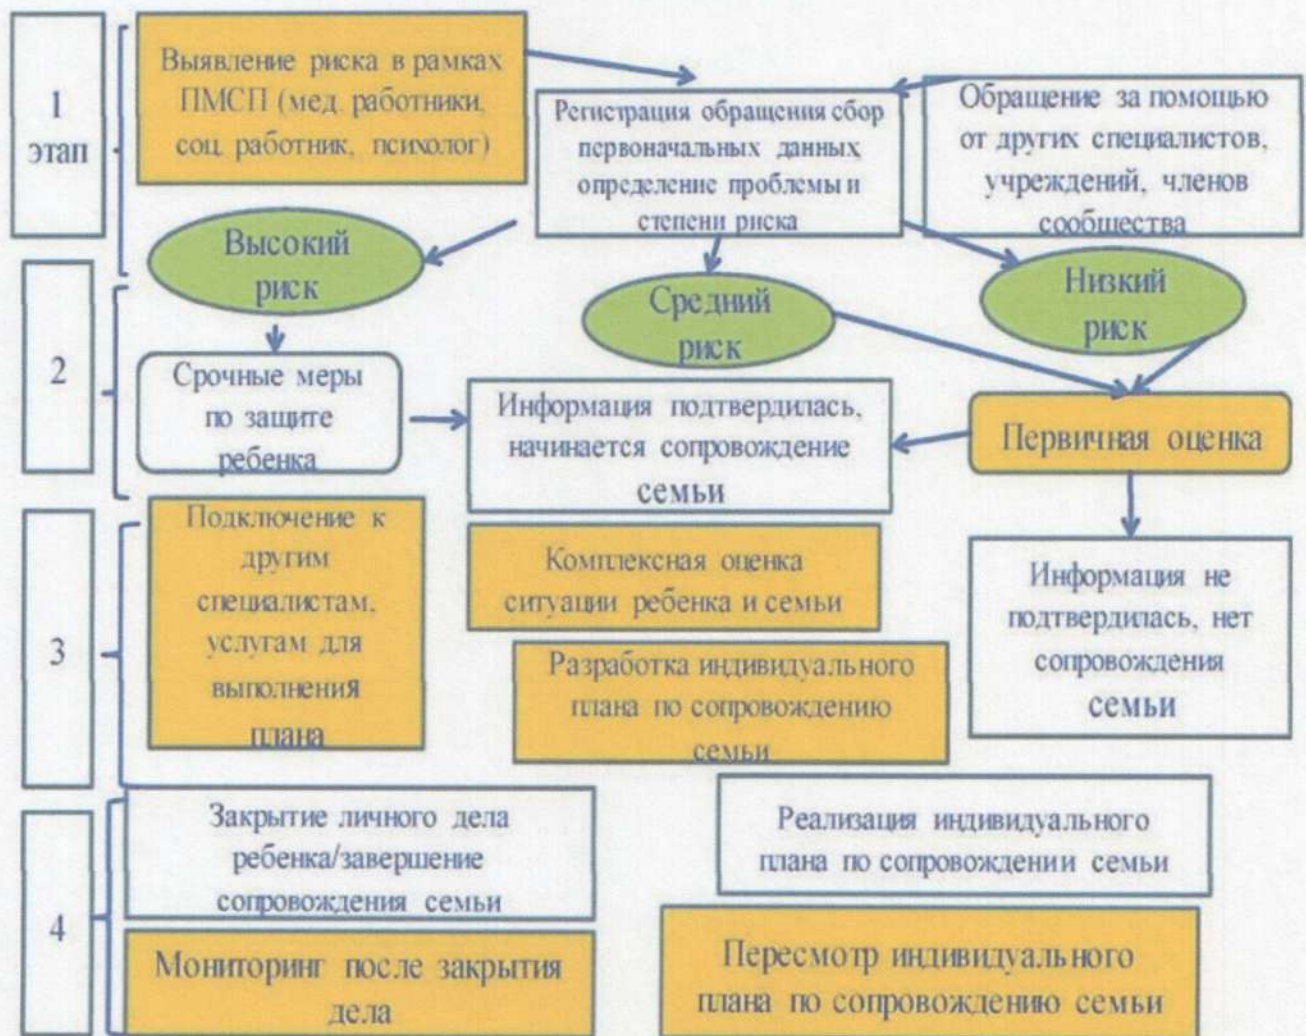 1
этап
Выявление риска в рамках
ПМСП (мед. работники,
соц. работник, психолог)
Регистрация обращения сбор
первоначальных данных
определение проблемы и
степени риска
Обращение за помощью
от других специалистов,
учреждений, членов
сообщества
Высокий
риск
Средний
риск
Низкий
риск
2
Срочные меры
по защите
ребенка
Информация подтвердилась,
начинается сопровождение
семьи
Первичная оценка
3
Подключение к
другим
специалистам,
услугам для
выполнения
плана
Комплексная оценка
ситуации ребенка и семьи
Разработка индивидуального
плана по сопровождению
семьи
Информация не
подтвердилась, нет
сопровождения
семьи
4
Закрытие личного дела
ребенка/завершение
сопровождения семьи
Реализация индивидуального
плана по сопровождении семьи
Мониторинг после закрытия
дела
Пересмотр индивидуального
плана по сопровождению семьи